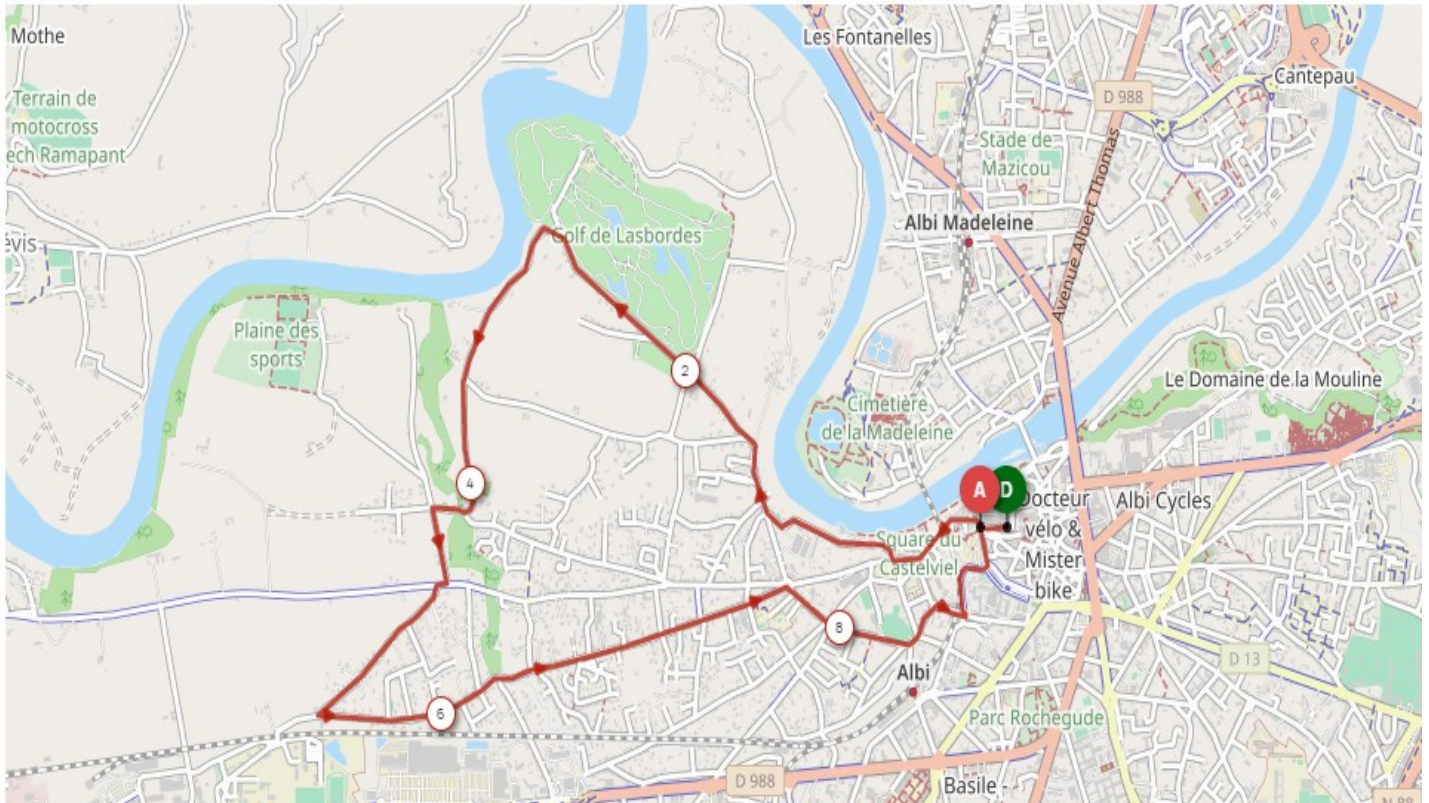 Mothe
Les Fontanelles
Cantepau
Terrain de
motocross
ech Ramapant
D 988
Stade de
Mazicou
Avenue Albert Thomas
Albi Madeleine
Golf de Lasbordes
evis
Plaine des
sports
2
Le Domaine de la Mouline
Cimetière
de la Madeleine
4
A
D
Docteur
vélo &
Mister
bike
Albi Cycles
Square du
Castelviel
8
D 13
Albi
6
Parc Rochegude
D 988
Basile -
N 88